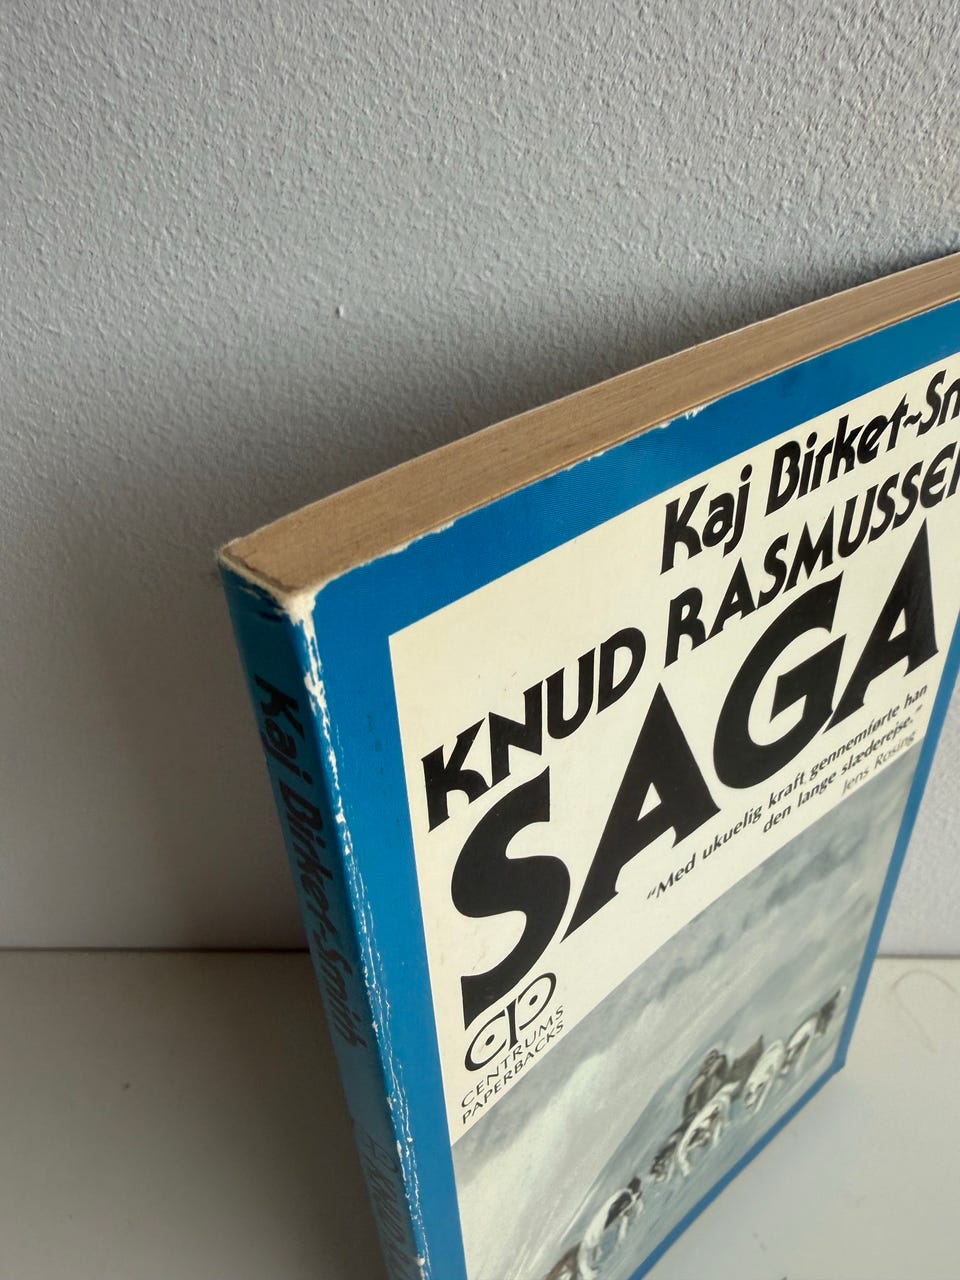 Kaj Birket-Sm
KNUD RASMUSSEN
SAGA
"Med ukuelig kraft gennemførte han
den lange slæderejse."
Jens Rosing
CP
CENTRUMS
PAPERBACKS
Kaj Birket-Smith